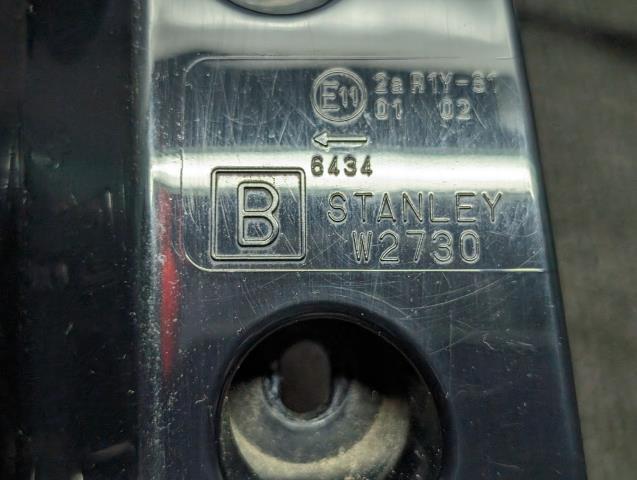 E11 2a R1Y-S1
01 02
6434
B STANLEY
W2730